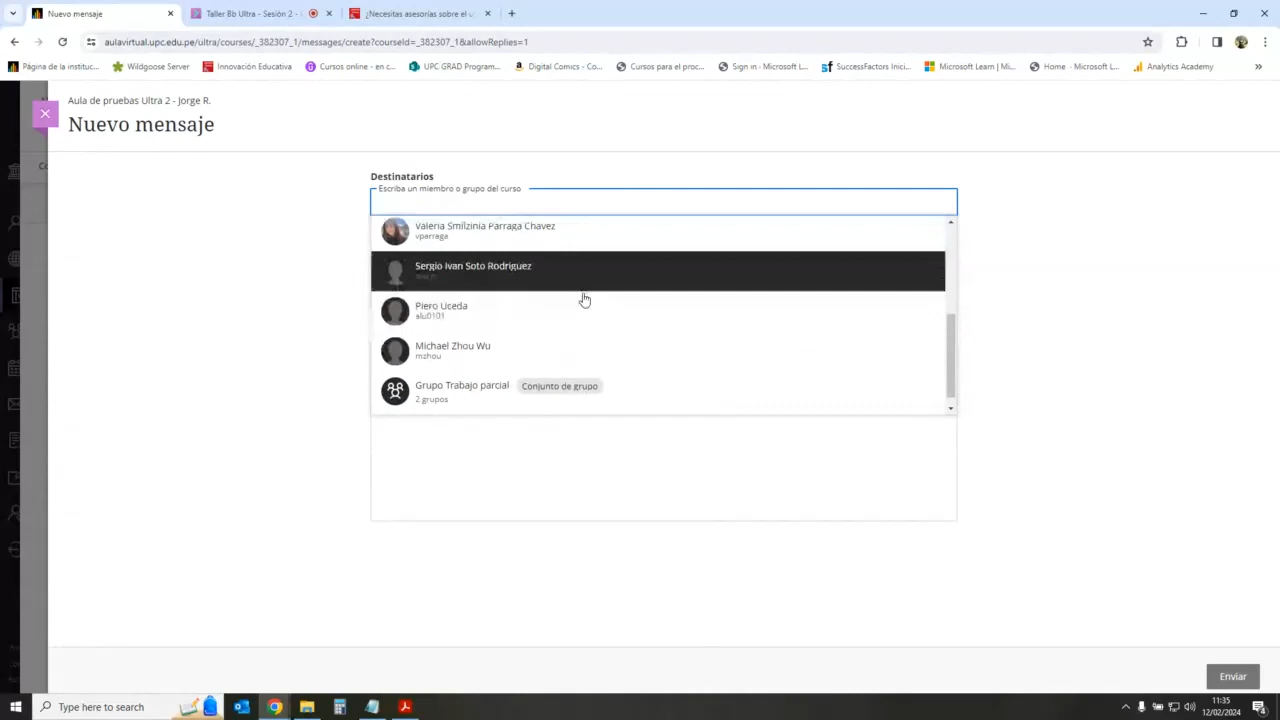 Nuevo mensaje
Taller Bb Ultra - Sesión 2 -
¿Necesitas asesorías sobre el u
aulavirtual.upc.edu.pe/ultra/courses/_382307_1/messages/create?courseId=_382307_1&allowReplies=1
Página de la instituc...
Wildgoose Server
Innovación Educativa
Cursos online - en c...
UPC GRAD Program...
Digital Comics - Co...
Cursos para el proc...
Sign in - Microsoft L...
SuccessFactors Inici...
Microsoft Learn | Mi...
Home - Microsoft L...
Analytics Academy
»
Aula de pruebas Ultra 2 - Jorge R.
Nuevo mensaje
Co
Destinatarios
Escriba un miembro o grupo del curso
Valeria Smilzinia Parraga Chavez
vparraga
Sergio Ivan Soto Rodriguez
Piero Uceda
alu0101
Michael Zhou Wu
mzhou
Grupo Trabajo parcial Conjunto de grupo
2 grupos
Enviar
Type here to search
11:35
12/02/2024
4